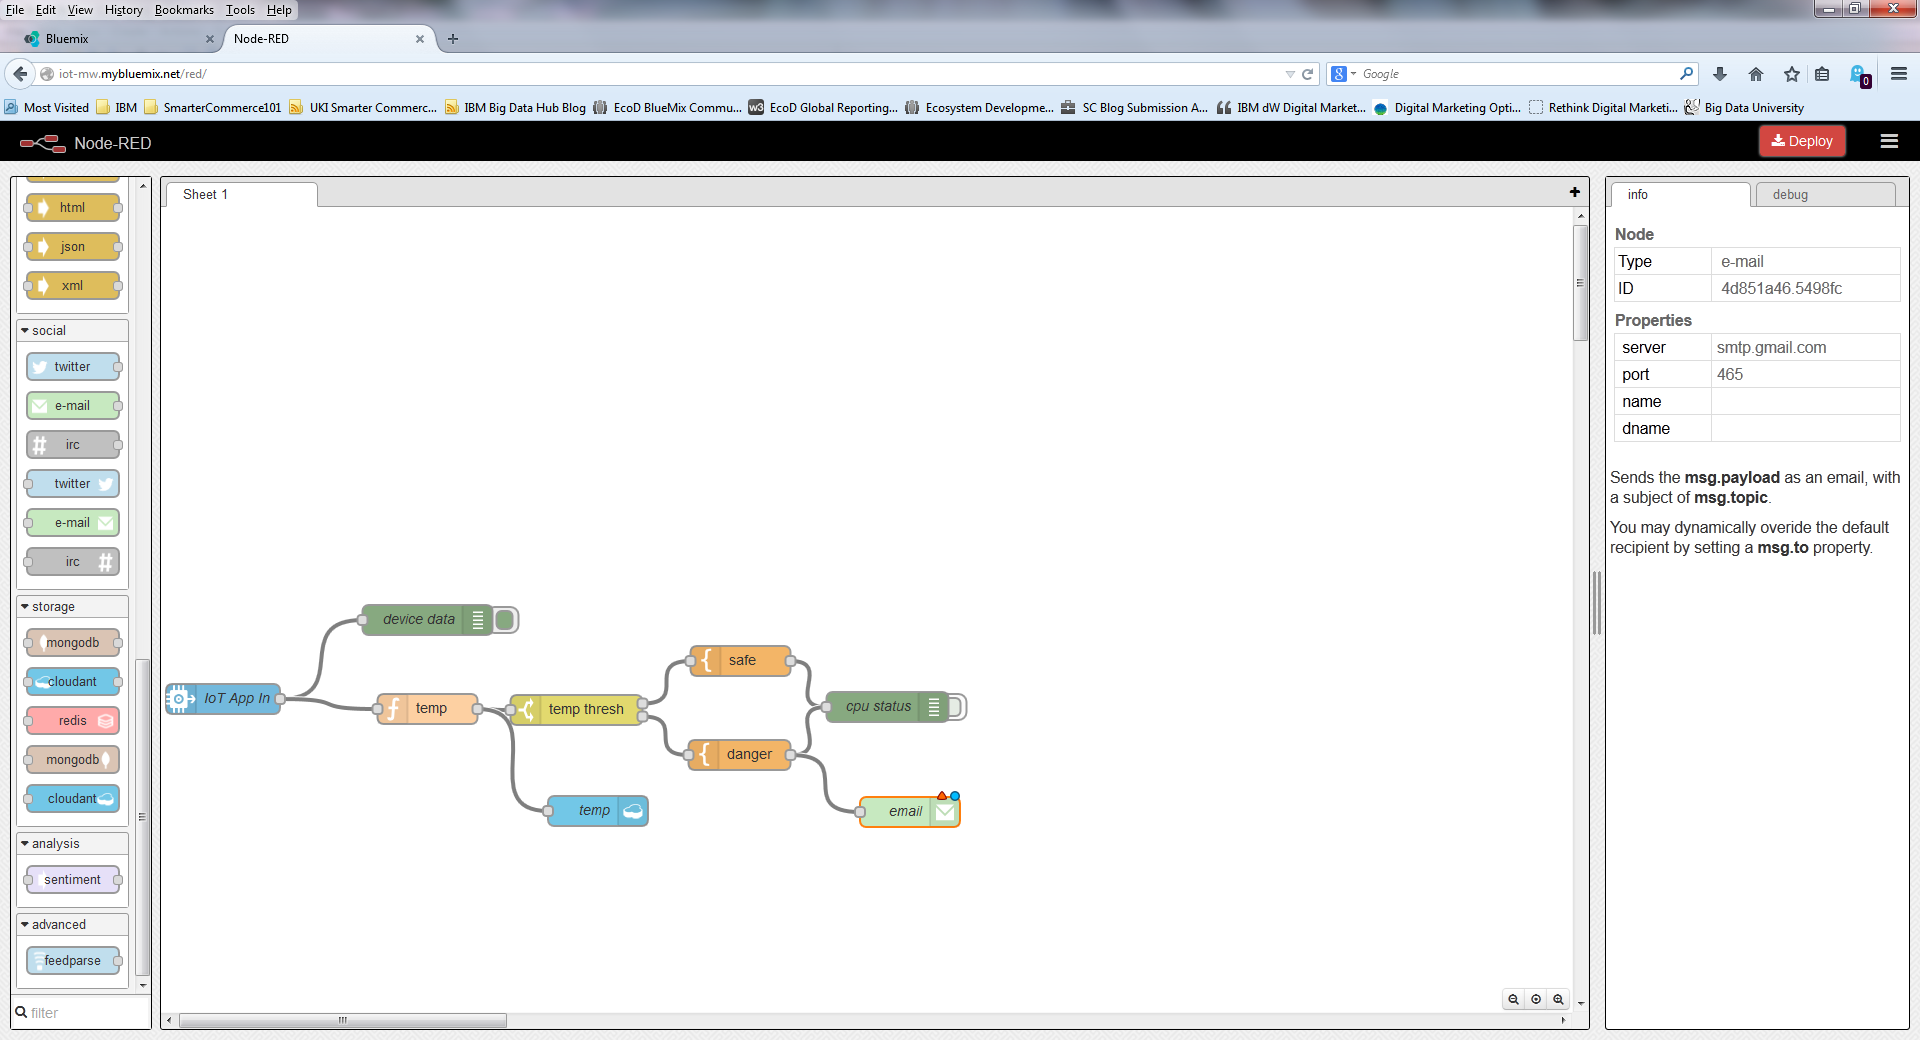 File Edit View History Bookmarks Tools Help
Bluemix
Node-RED
iot-mw.mybluemix.net/red/
Google
0
Most Visited IBM SmarterCommerce101 UKI Smarter Commerc... IBM Big Data Hub Blog EcoD BlueMix Commu... EcoD Global Reporting... Ecosystem Developme... SC Blog Submission A... IBM dW Digital Market... Digital Marketing Opti... Rethink Digital Marketi... Big Data University
Node-RED
Deploy
html
json
xml
social
twitter
e-mail
irc
twitter
e-mail
irc
storage
mongodb
cloudant
redis
mongodb
cloudant
analysis
sentiment
advanced
feedparse
filter
Sheet 1
device data
IoT App In
temp
temp thresh
safe
danger
cpu status
temp
email
info
debug
Node
Type e-mail
ID 4d851a46.5498fc
Properties
server smtp.gmail.com
port 465
name
dname
Sends the msg.payload as an email, with
a subject of msg.topic.
You may dynamically overide the default
recipient by setting a msg.to property.